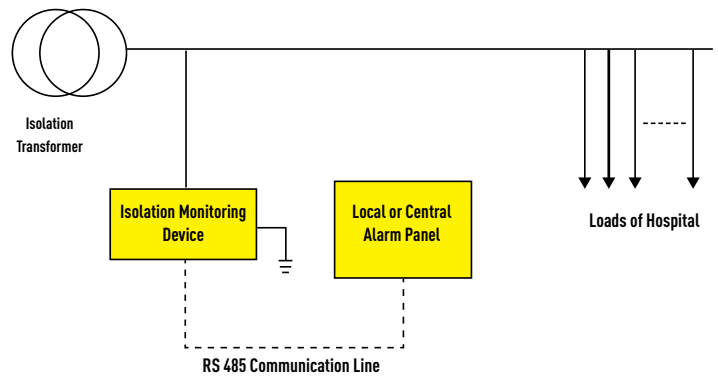 Isolation
Transformer
Isolation Monitoring
Device
Local or Central
Alarm Panel
Loads of Hospital
RS 485 Communication Line